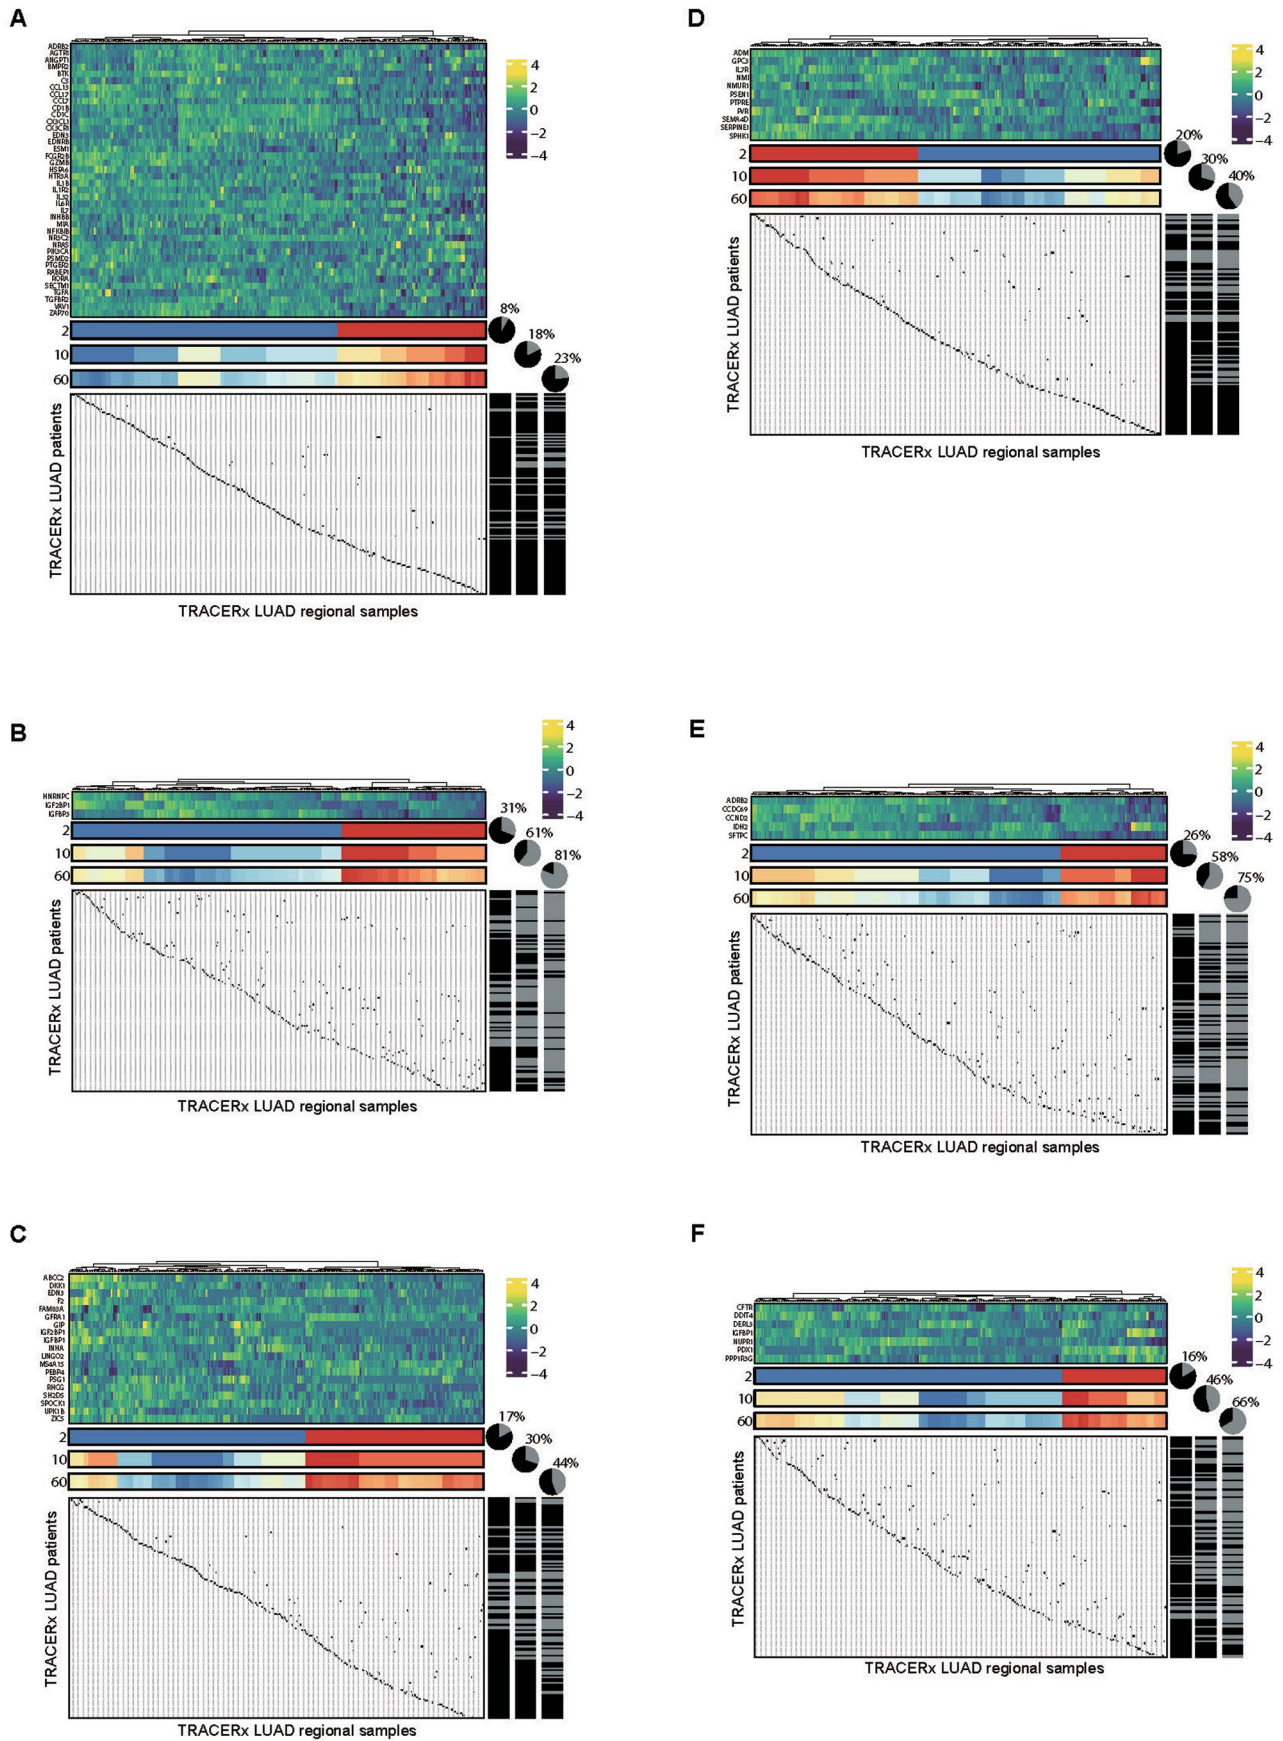 A
ADRB2
AGTR1
ANGPT1
BMPR2
BTK
C5
CCL13
CCL17
CCL7
CD1B
CD1C
CX3CL1
CX3CR1
EDN3
EDNRB
ESM1
FCGR2B
GZMB
HSPA6
HTR3A
IL1B
IL1R2
IL32
IL6R
IL7
INHBB
MIA
NFKBIB
NR3C2
NRAS
PIK3CA
PSMD2
PTGER2
RABEP1
RORA
SECTM1
TGFA
TGFBR2
VAV1
ZAP70
4
2
0
−2
−4
2
10
60
8%
18%
23%
TRACERx LUAD patients
TRACERx LUAD regional samples
B
HNRNPC
IGF2BP1
IGFBP3
4
2
0
−2
−4
2
10
60
31%
61%
81%
TRACERx LUAD patients
TRACERx LUAD regional samples
C
ABCC2
DKK1
EDN3
F2
FAM83A
GFRA1
GIP
IGF2BP1
IGFBP1
INHA
LINGO2
MS4A15
PEBP4
PSG1
RHCG
SH2D5
SPOCK1
UPK1B
ZIC5
4
2
0
−2
−4
2
10
60
17%
30%
44%
TRACERx LUAD patients
TRACERx LUAD regional samples
D
ADM
GPC3
IL7R
NMI
NMUR1
PSEN1
PTPRE
PVR
SEMA4D
SERPINE1
SPHK1
4
2
0
−2
−4
2
10
60
20%
30%
40%
TRACERx LUAD patients
TRACERx LUAD regional samples
E
ADRB2
CCDC69
CCND2
IDH2
SFTPC
4
2
0
−2
−4
2
10
60
26%
58%
75%
TRACERx LUAD patients
TRACERx LUAD regional samples
F
CFTR
DDIT4
DERL3
IGFBP1
NUPR1
PDX1
PPP1R3G
4
2
0
−2
−4
2
10
60
16%
46%
66%
TRACERx LUAD patients
TRACERx LUAD regional samples